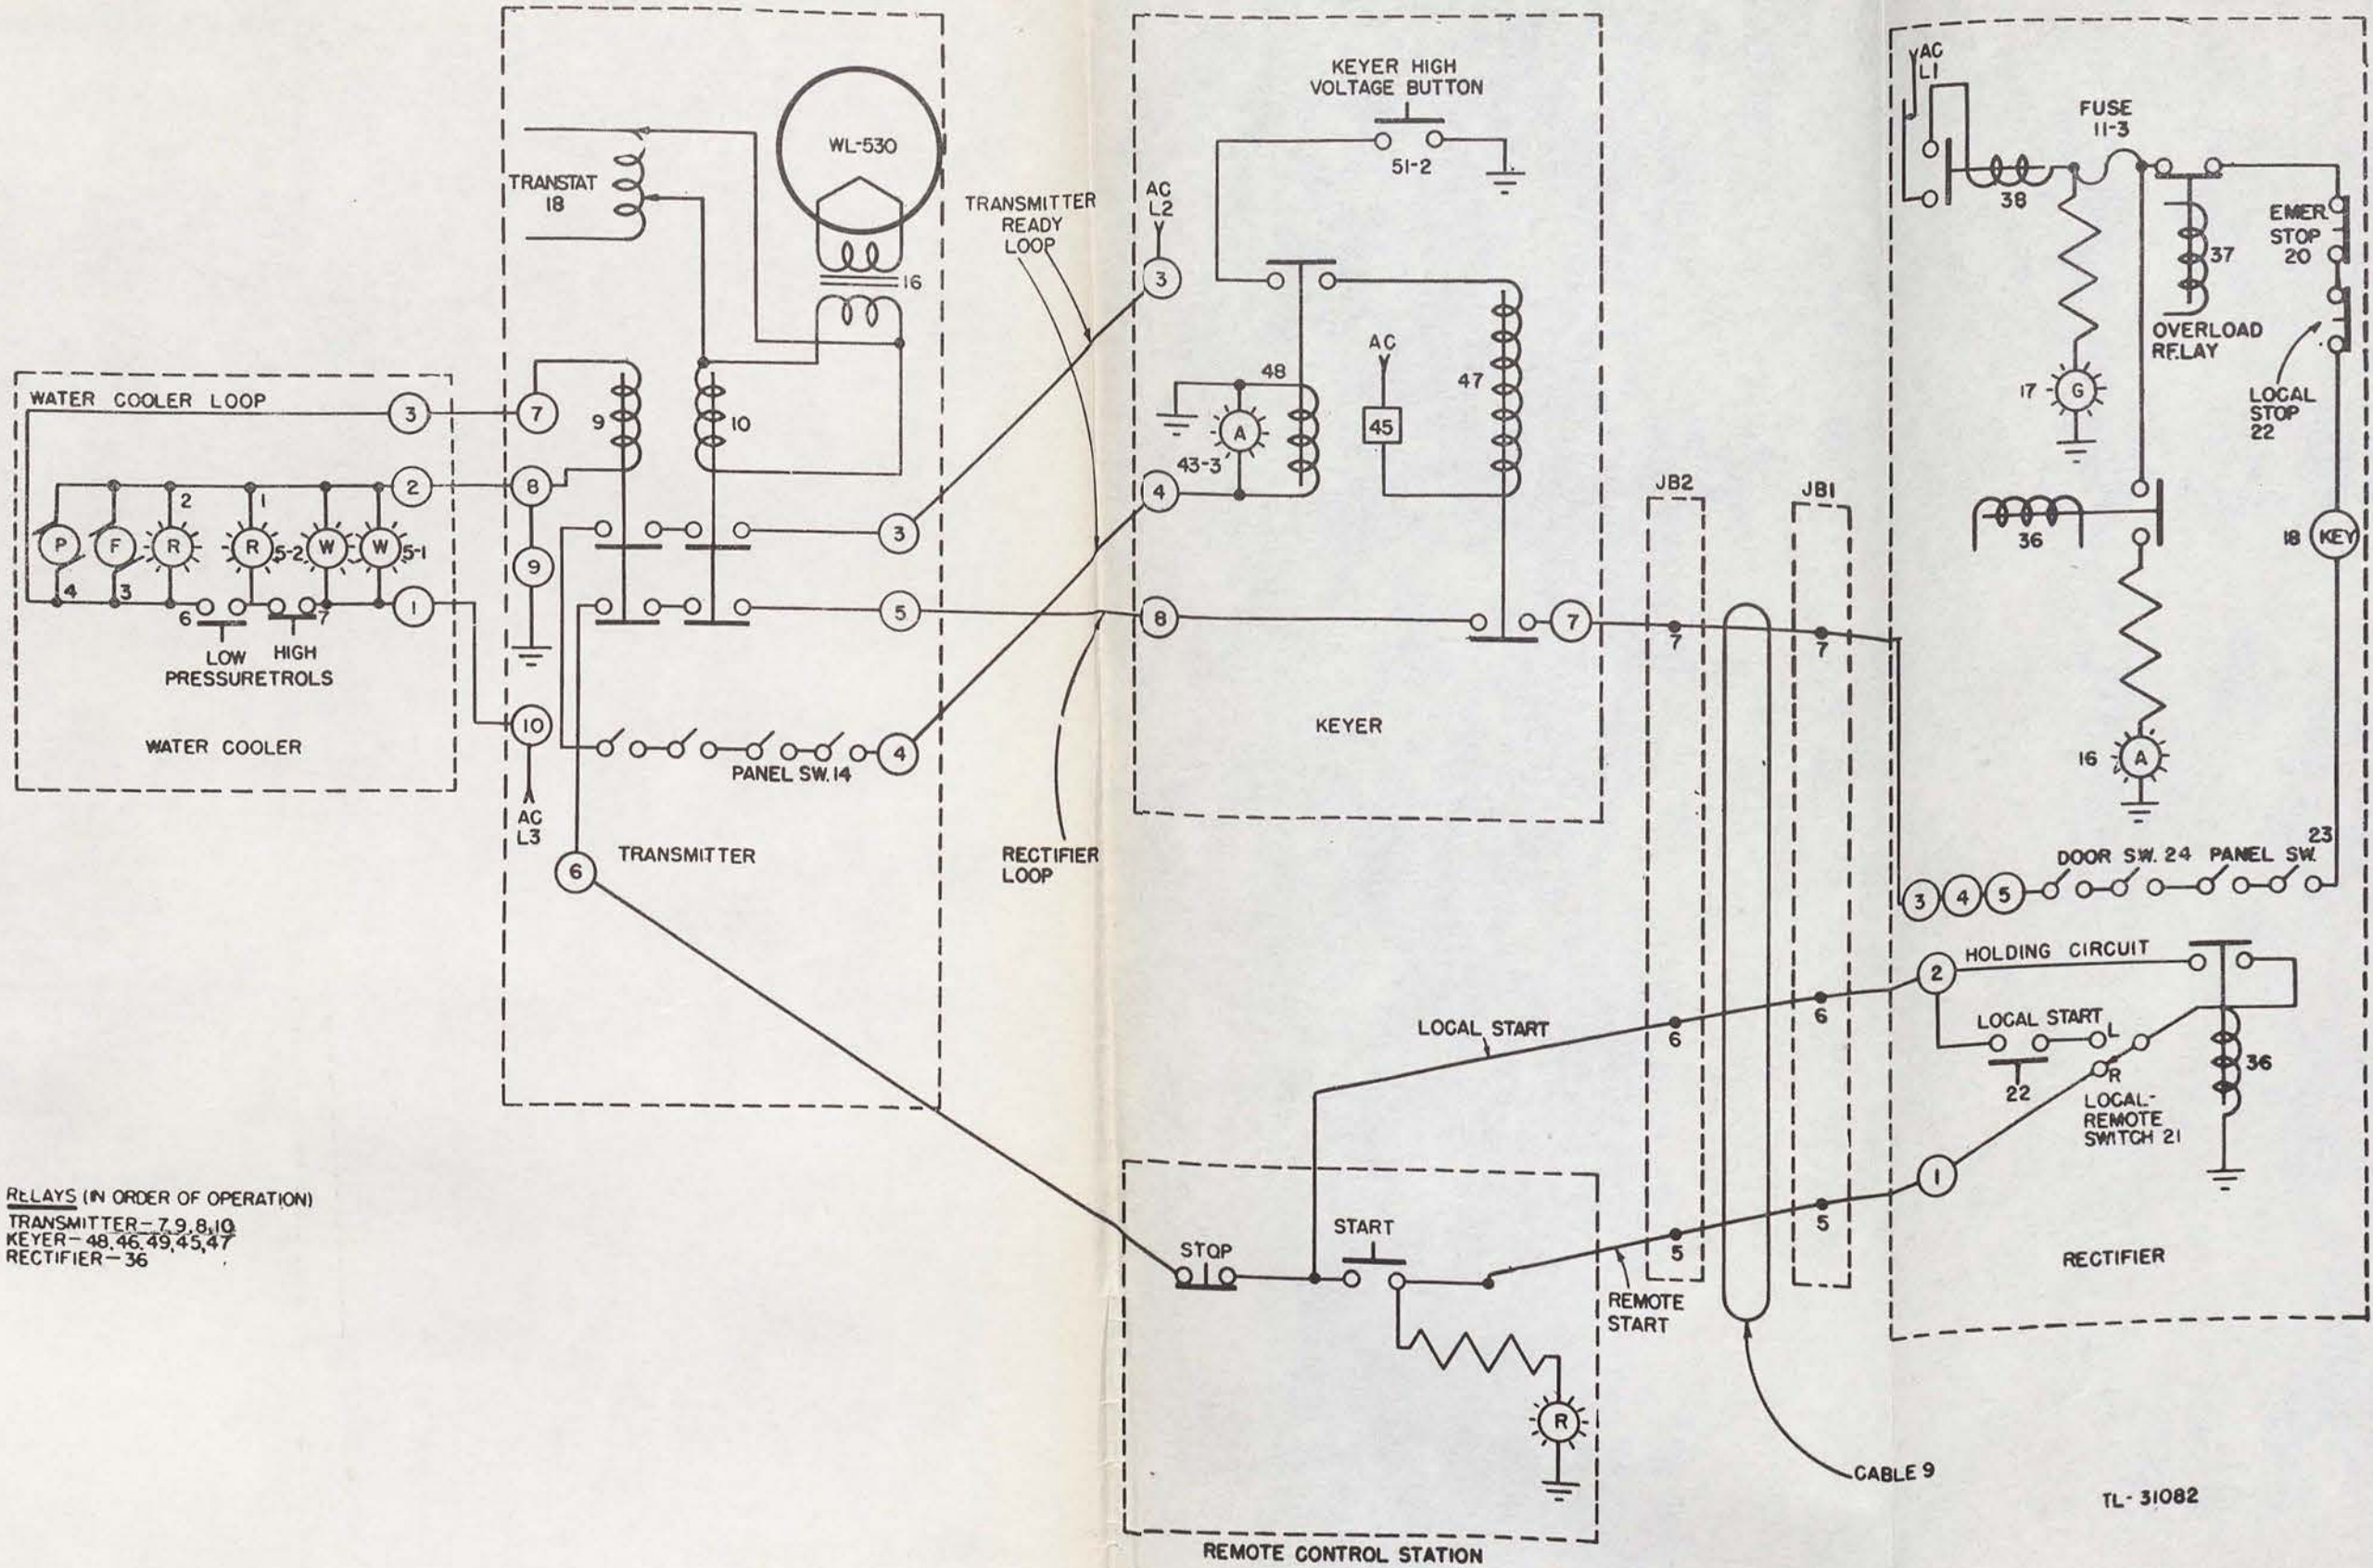 WATER COOLER LOOP
3
2
2
1
P
F
R
R
5-2
W
W
5-1
4
3
6
7
1
LOW
HIGH
PRESSURETROLS
WATER COOLER
TRANSTAT
18
WL-530
16
7
9
10
8
9
3
5
10
AC
L3
PANEL SW. 14
4
6
TRANSMITTER
TRANSMITTER
READY
LOOP
RECTIFIER
LOOP
KEYER HIGH
VOLTAGE BUTTON
51-2
AC
L2
3
48
A
43-3
4
AC
45
47
8
7
KEYER
JB2
7
6
5
JB1
7
6
5
AC
L1
38
FUSE
11-3
37
OVERLOAD
RELAY
EMER.
STOP
20
LOCAL
STOP
22
17
G
36
18
KEY
16
A
23
DOOR SW. 24 PANEL SW.
3
4
5
2
HOLDING CIRCUIT
LOCAL START
L
R
22
LOCAL-
REMOTE
SWITCH 21
36
1
RECTIFIER
LOCAL START
STOP
START
REMOTE
START
R
REMOTE CONTROL STATION
CABLE 9
RELAYS (IN ORDER OF OPERATION)
TRANSMITTER-7,9,8,10
KEYER-48,46,49,45,47
RECTIFIER-36
TL-31082